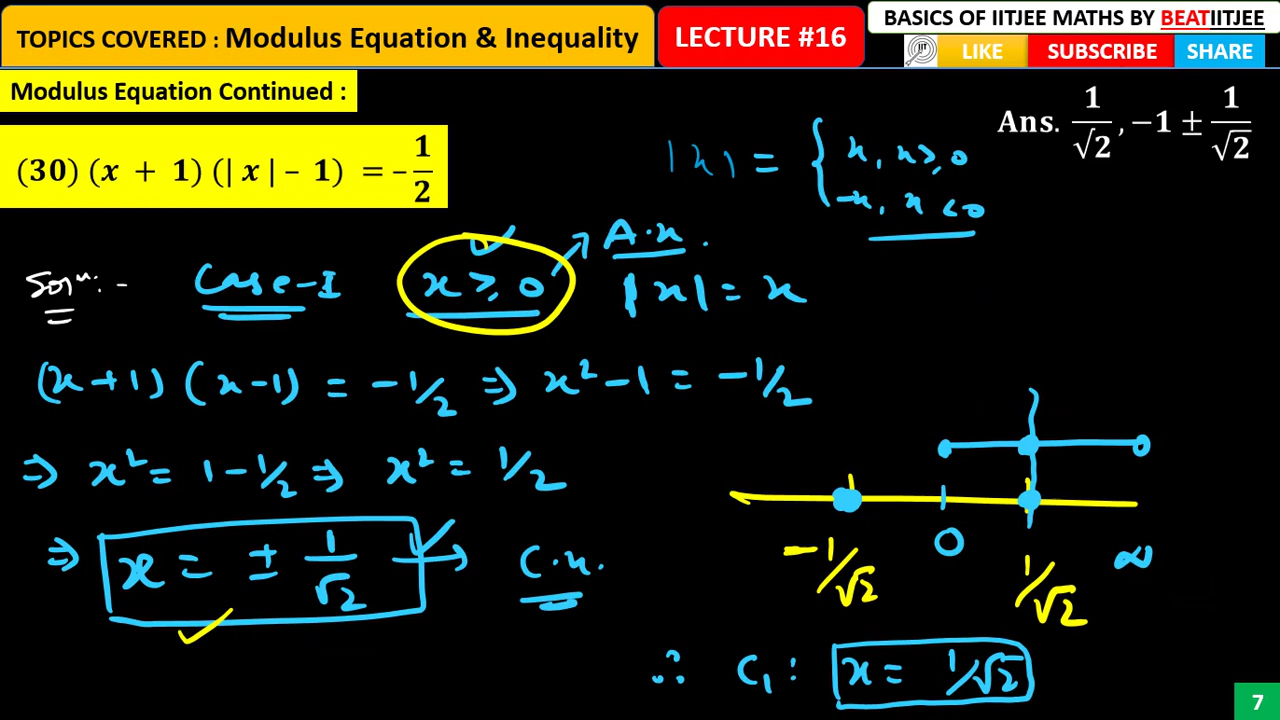 TOPICS COVERED : Modulus Equation & Inequality
LECTURE #16
BASICS OF IITJEE MATHS BY BEATIITJEE
IIT
LIKE
SUBSCRIBE
SHARE
Modulus Equation Continued :
Ans. 1/√2, -1 ± 1/√2
(30) (x + 1) (| x | - 1) = - 1/2
|x| = { x, x ≥ 0
-x, x < 0
Soln: -
Case-I
x ≥ 0
A.x.
|x| = x
(x+1) (x-1) = -1/2 ⇒ x² - 1 = -1/2
⇒ x² = 1 - 1/2 ⇒ x² = 1/2
⇒ x = ± 1/√2 → C.x.
0 ∞
-1/√2 1/√2
∴ C₁ : x = 1/√2
7